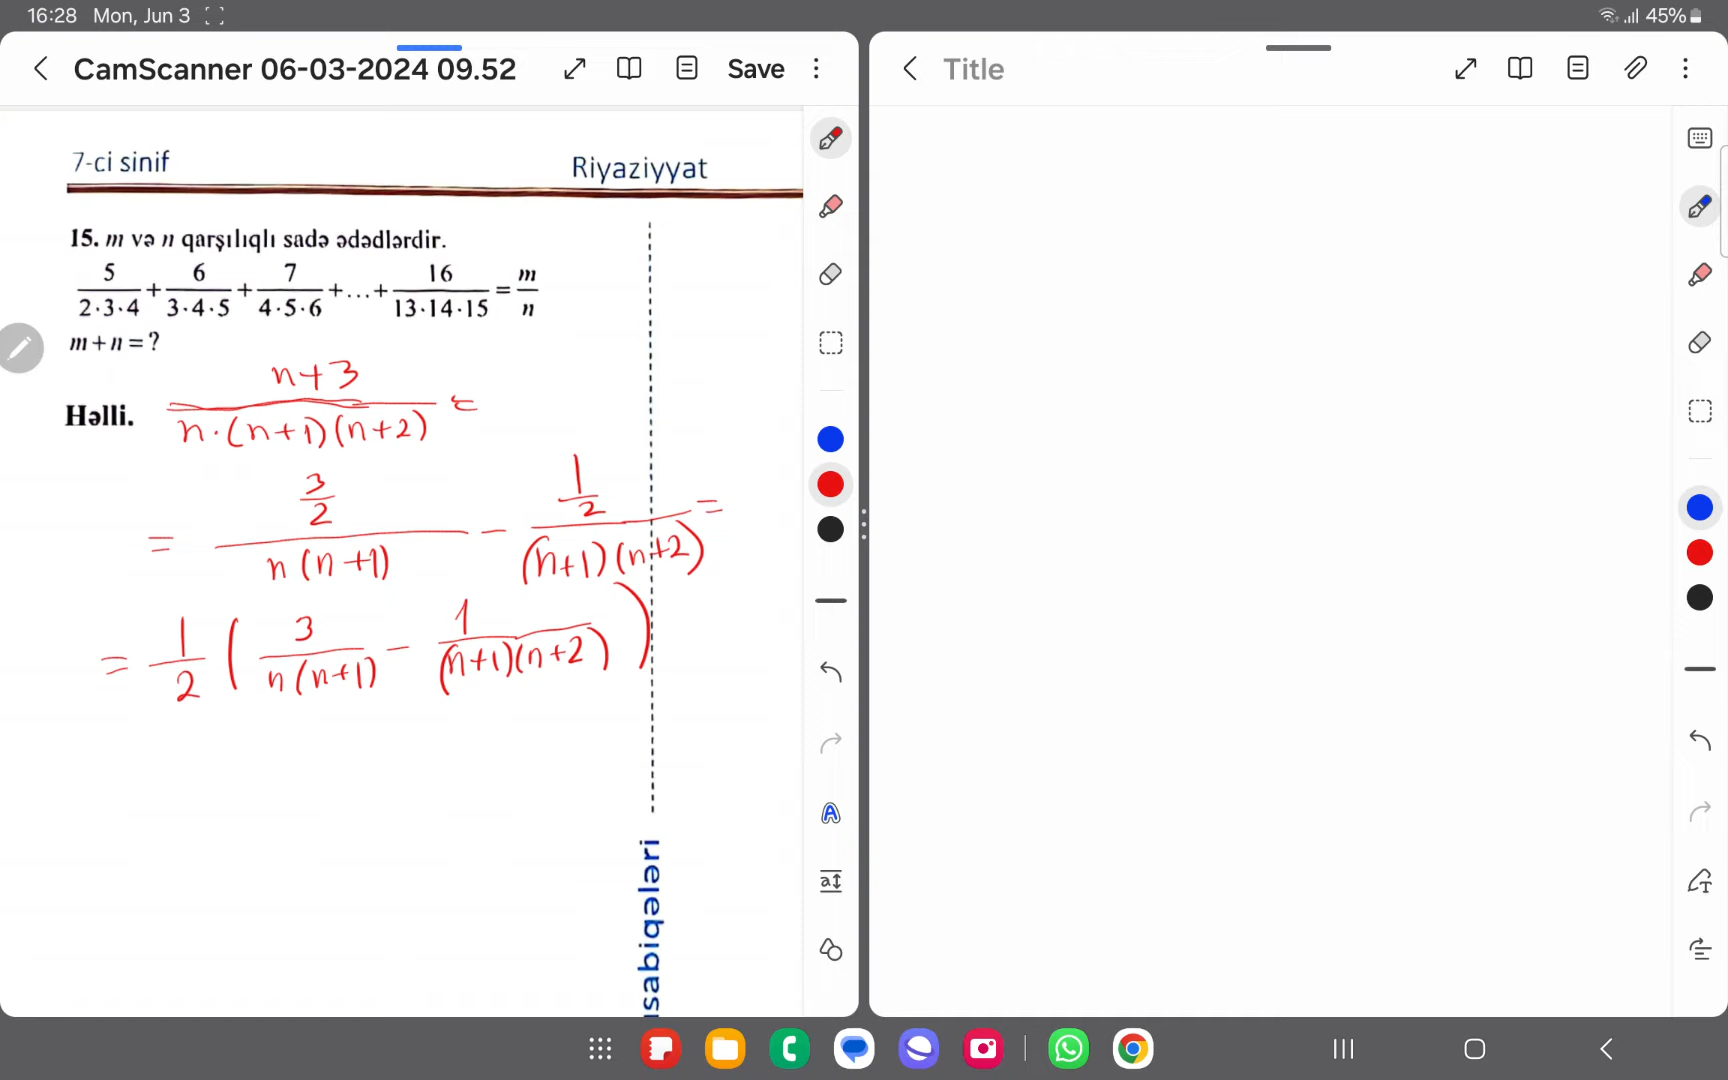 16:28 Mon, Jun 3 45%
CamScanner 06-03-2024 09.52 Save
Title
7-ci sinif Riyaziyyat
15. m və n qarşılıqlı sadə ədədlərdir.
5/(2·3·4) + 6/(3·4·5) + 7/(4·5·6) + ... + 16/(13·14·15) = m/n
m + n = ?
Həlli. (n+3)/(n·(n+1)(n+2)) =
= (3/2)/(n(n+1)) − (1/2)/((n+1)(n+2)) =
= 1/2 (3/(n(n+1)) − 1/((n+1)(n+2)))
sabiqələri